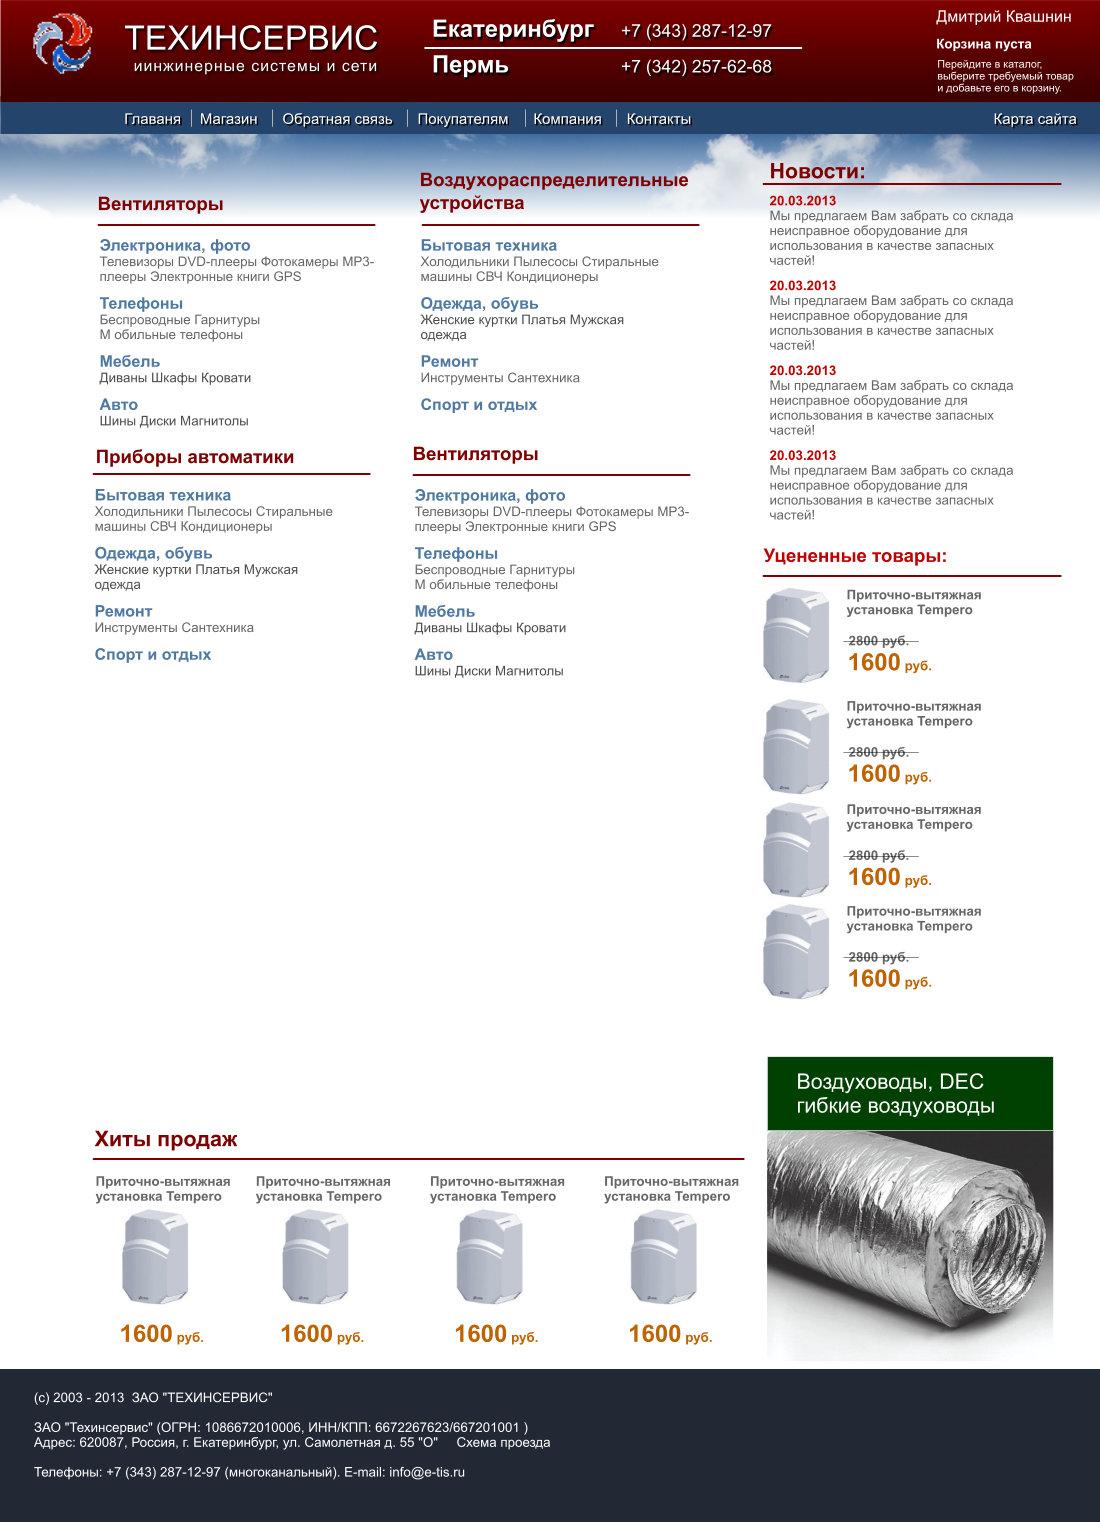 ТЕХИНСЕРВИС
иинжинерные системы и сети
Екатеринбург +7 (343) 287-12-97
Пермь +7 (342) 257-62-68
Дмитрий Квашнин
Корзина пуста
Перейдите в каталог,
выберите требуемый товар
и добавьте его в корзину.
Главаня Магазин Обратная связь Покупателям Компания Контакты Карта сайта
Вентиляторы
Электроника, фото
Телевизоры DVD-плееры Фотокамеры MP3-
плееры Электронные книги GPS
Телефоны
Беспроводные Гарнитуры
М обильные телефоны
Мебель
Диваны Шкафы Кровати
Авто
Шины Диски Магнитолы
Воздухораспределительные
устройства
Бытовая техника
Холодильники Пылесосы Стиральные
машины СВЧ Кондиционеры
Одежда, обувь
Женские куртки Платья Мужская
одежда
Ремонт
Инструменты Сантехника
Спорт и отдых
Приборы автоматики
Бытовая техника
Холодильники Пылесосы Стиральные
машины СВЧ Кондиционеры
Одежда, обувь
Женские куртки Платья Мужская
одежда
Ремонт
Инструменты Сантехника
Спорт и отдых
Вентиляторы
Электроника, фото
Телевизоры DVD-плееры Фотокамеры MP3-
плееры Электронные книги GPS
Телефоны
Беспроводные Гарнитуры
М обильные телефоны
Мебель
Диваны Шкафы Кровати
Авто
Шины Диски Магнитолы
Новости:
20.03.2013
Мы предлагаем Вам забрать со склада
неисправное оборудование для
использования в качестве запасных
частей!
20.03.2013
Мы предлагаем Вам забрать со склада
неисправное оборудование для
использования в качестве запасных
частей!
20.03.2013
Мы предлагаем Вам забрать со склада
неисправное оборудование для
использования в качестве запасных
частей!
20.03.2013
Мы предлагаем Вам забрать со склада
неисправное оборудование для
использования в качестве запасных
частей!
Уцененные товары:
Приточно-вытяжная
установка Tempero
2800 руб.
1600 руб.
Приточно-вытяжная
установка Tempero
2800 руб.
1600 руб.
Приточно-вытяжная
установка Tempero
2800 руб.
1600 руб.
Приточно-вытяжная
установка Tempero
2800 руб.
1600 руб.
Воздуховоды, DEC
гибкие воздуховоды
Хиты продаж
Приточно-вытяжная
установка Tempero
1600 руб.
Приточно-вытяжная
установка Tempero
1600 руб.
Приточно-вытяжная
установка Tempero
1600 руб.
Приточно-вытяжная
установка Tempero
1600 руб.
(с) 2003 - 2013 ЗАО "ТЕХИНСЕРВИС"
ЗАО "Техинсервис" (ОГРН: 1086672010006, ИНН/КПП: 6672267623/667201001 )
Адрес: 620087, Россия, г. Екатеринбург, ул. Самолетная д. 55 "О" Схема проезда
Телефоны: +7 (343) 287-12-97 (многоканальный). E-mail: info@e-tis.ru